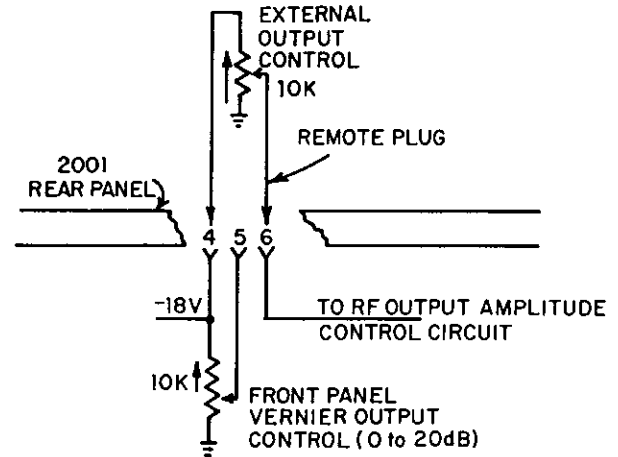 EXTERNAL
OUTPUT
CONTROL
10K
REMOTE PLUG
2001
REAR PANEL
4 5 6
-18V
TO RF OUTPUT AMPLITUDE
CONTROL CIRCUIT
10K
FRONT PANEL
VERNIER OUTPUT
CONTROL (0 to 20dB)